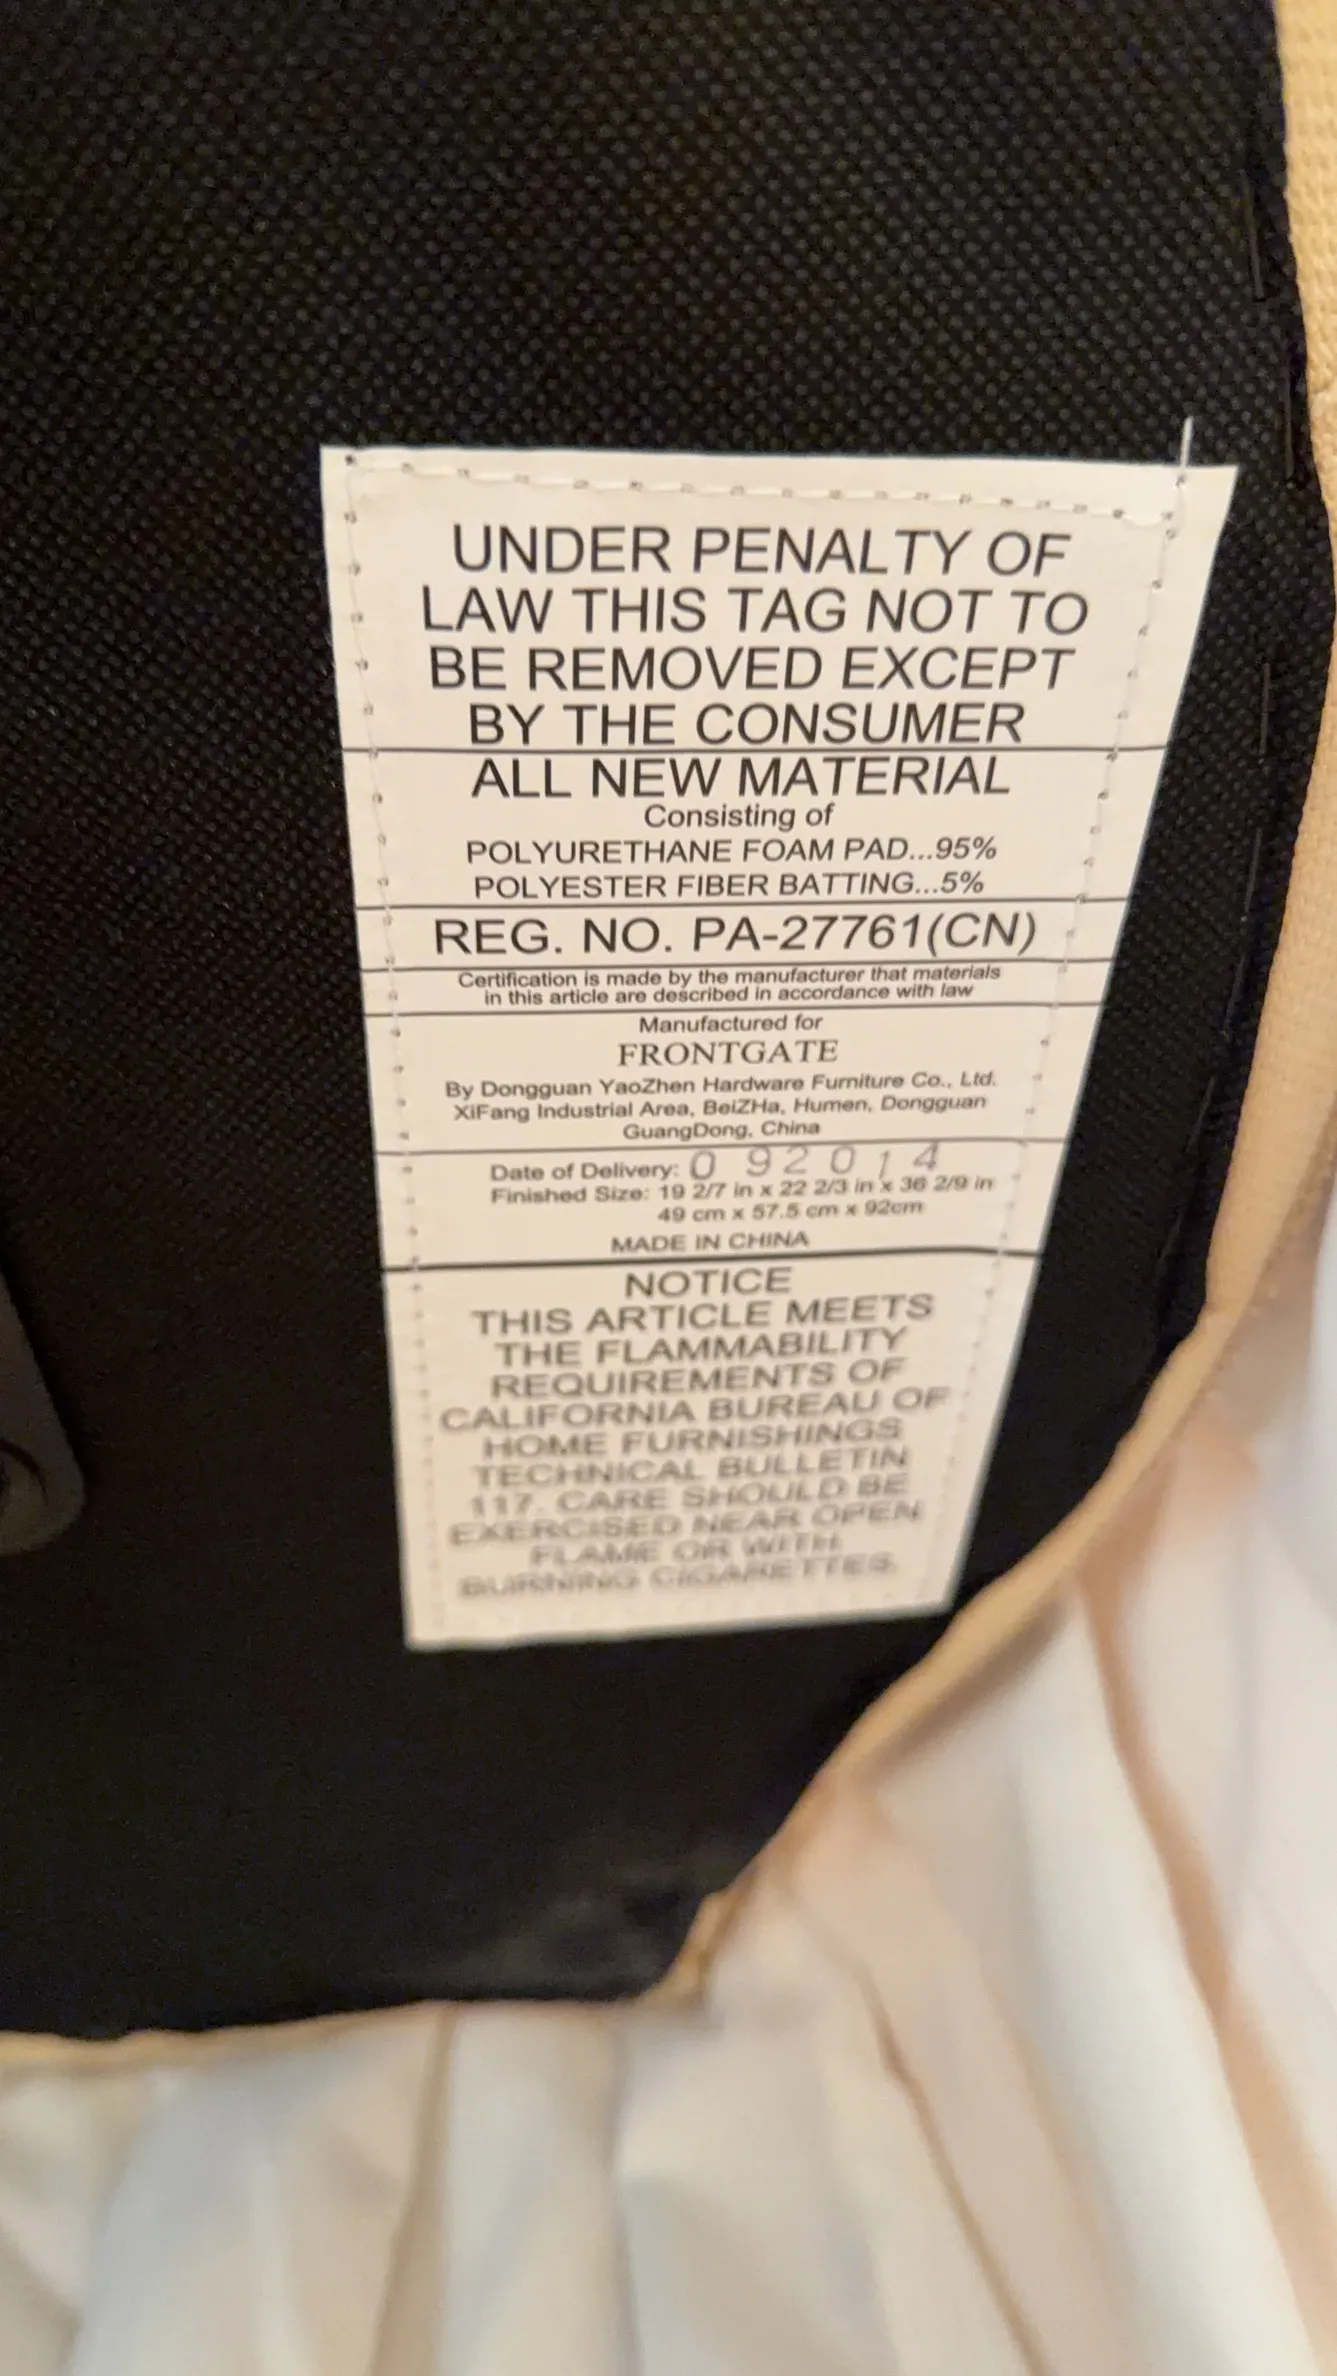 UNDER PENALTY OF
LAW THIS TAG NOT TO
BE REMOVED EXCEPT
BY THE CONSUMER
ALL NEW MATERIAL
Consisting of
POLYURETHANE FOAM PAD...95%
POLYESTER FIBER BATTING...5%
REG. NO. PA-27761(CN)
Certification is made by the manufacturer that materials
in this article are described in accordance with law
Manufactured for
FRONTGATE
By Dongguan YaoZhen Hardware Furniture Co., Ltd.
XiFang Industrial Area, BeiZHa, Humen, Dongguan
GuangDong, China
Date of Delivery: 092014
Finished Size: 19 2/7 in x 22 2/3 in x 36 2/9 in
49 cm x 57.5 cm x 92cm
MADE IN CHINA
NOTICE
THIS ARTICLE MEETS
THE FLAMMABILITY
REQUIREMENTS OF
CALIFORNIA BUREAU OF
HOME FURNISHINGS
TECHNICAL BULLETIN
117. CARE SHOULD BE
EXERCISED NEAR OPEN
FLAME OR WITH
BURNING CIGARETTES.